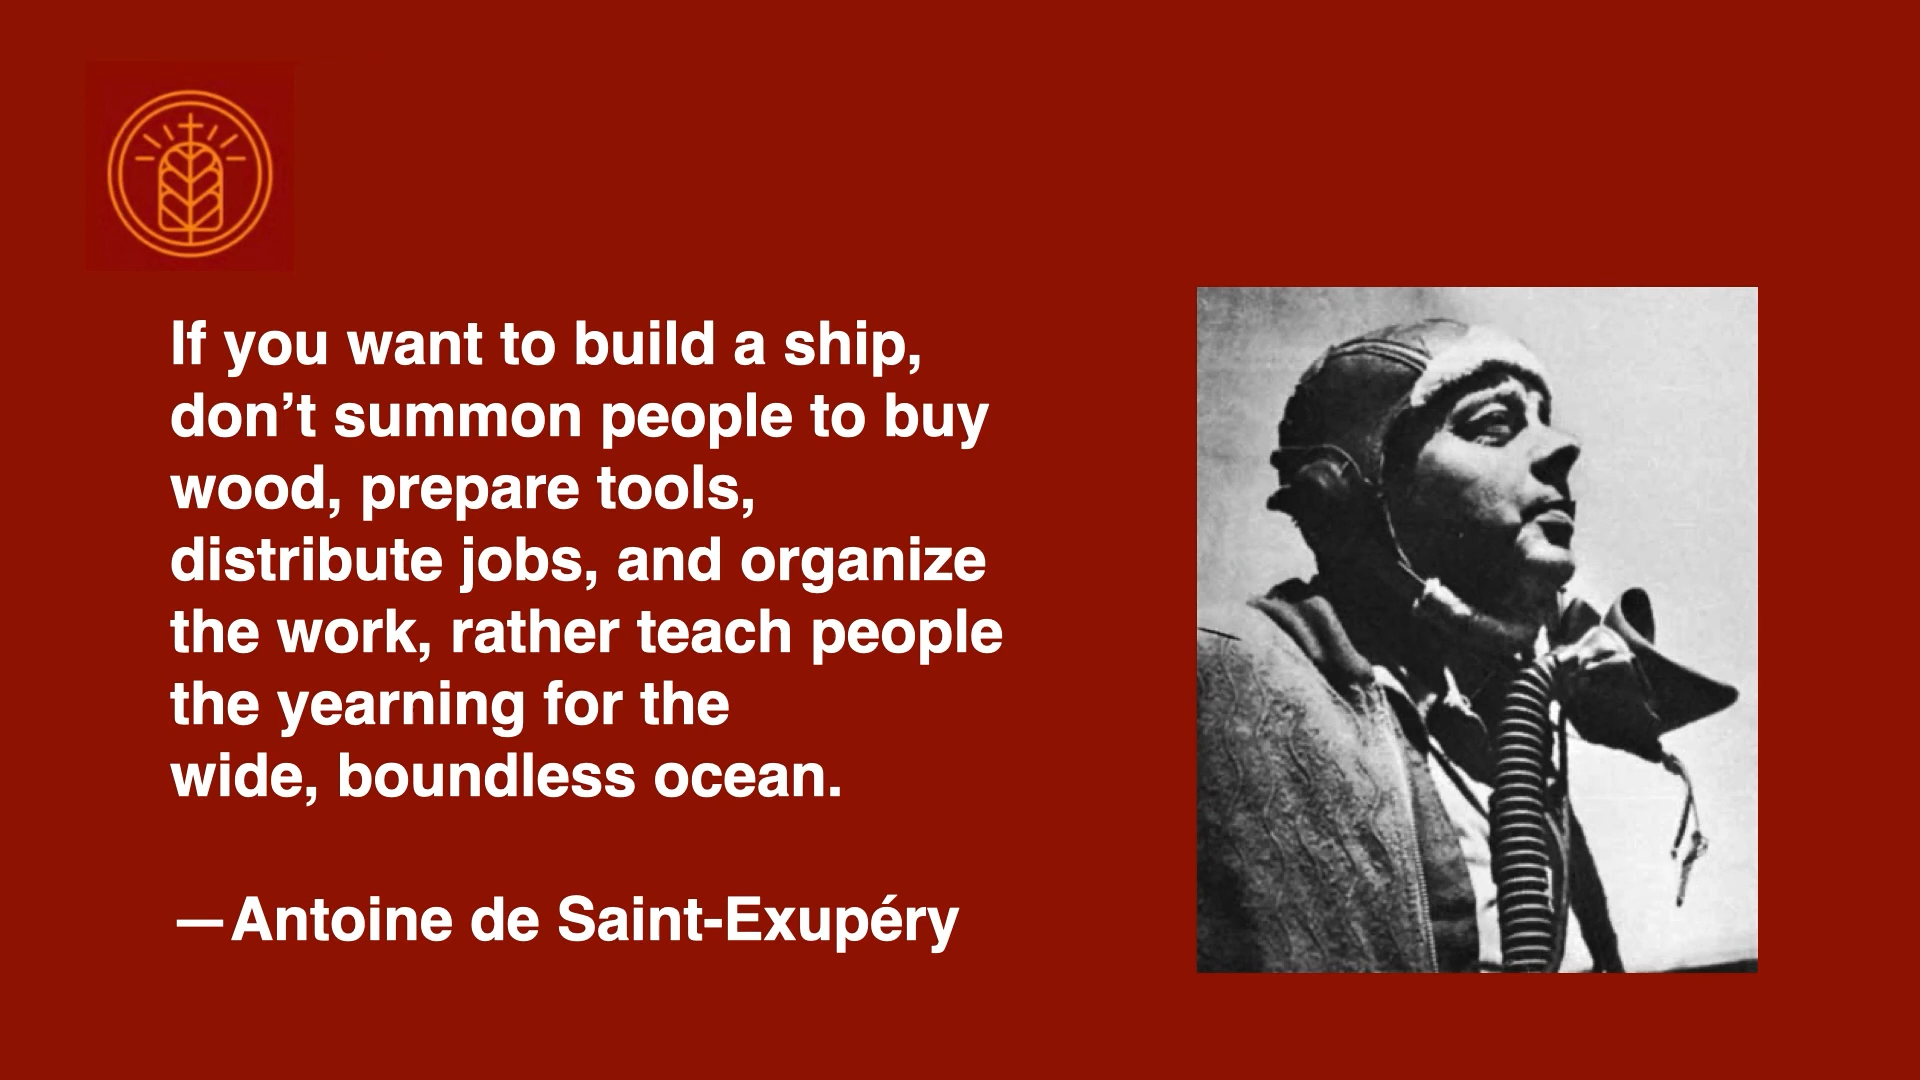 If you want to build a ship,
don’t summon people to buy
wood, prepare tools,
distribute jobs, and organize
the work, rather teach people
the yearning for the
wide, boundless ocean.
—Antoine de Saint-Exupéry